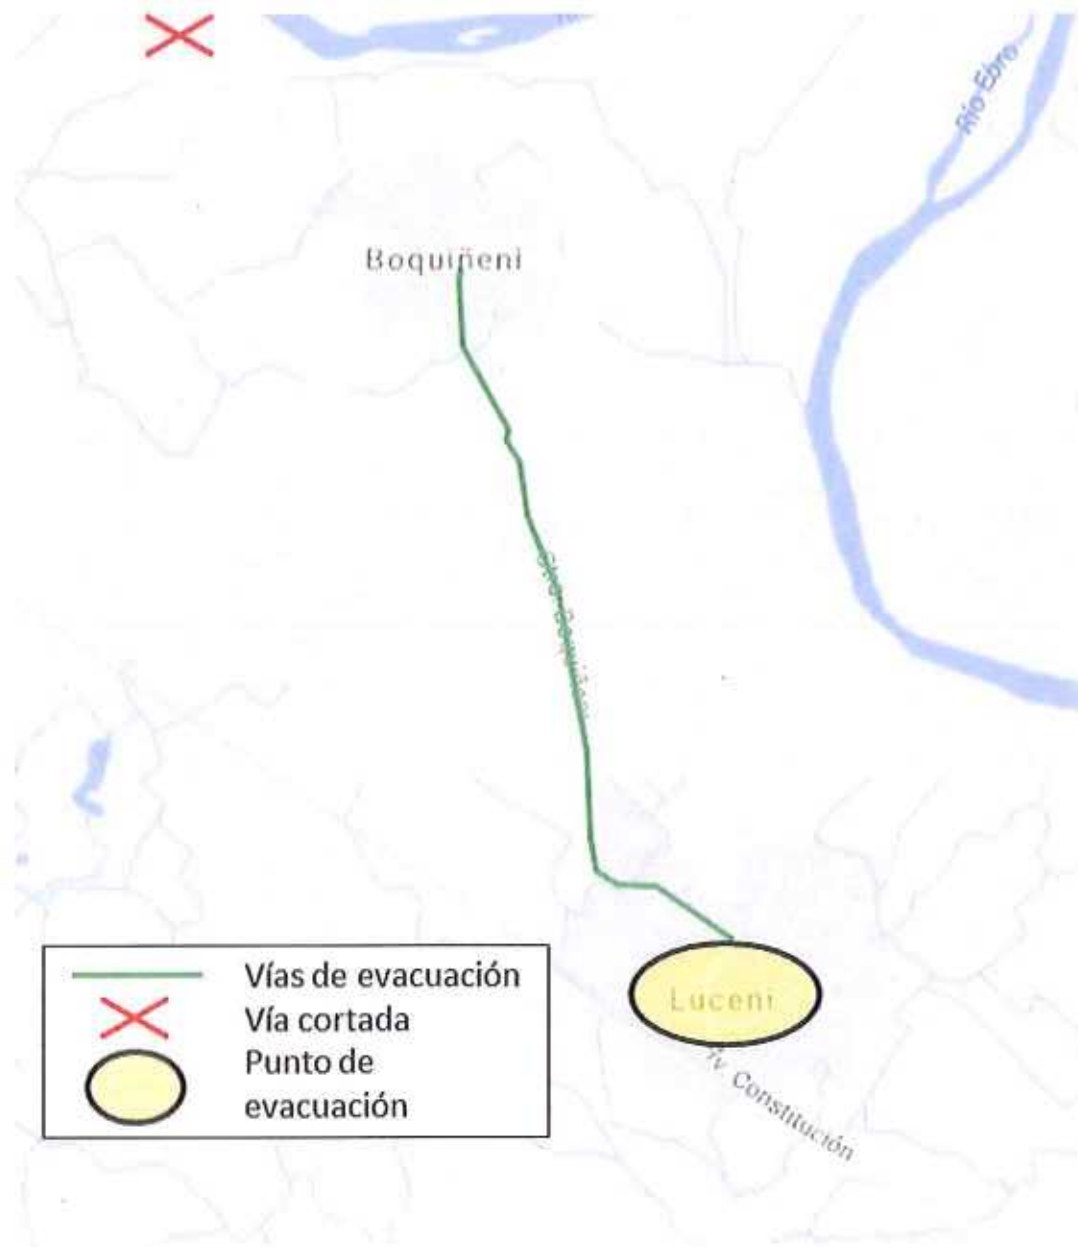 Río Ebro
Boquiñeni
Luceni
Constitución
Vías de evacuación
Vía cortada
Punto de
evacuación